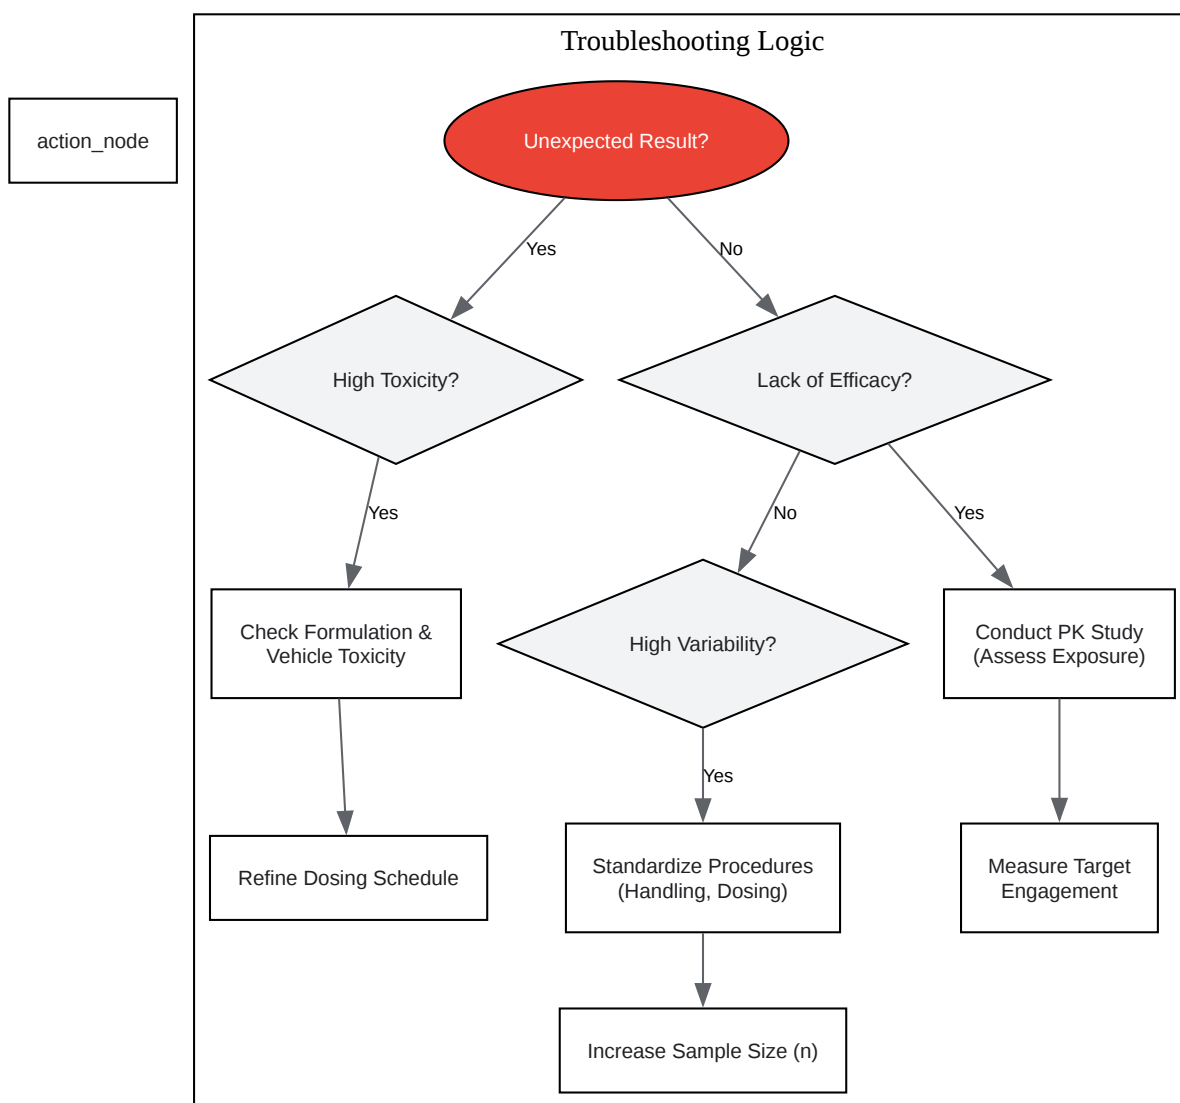 Troubleshooting Logic
action_node
Unexpected Result?
Yes
No
High Toxicity?
Lack of Efficacy?
Yes
No
Yes
Check Formulation &
Vehicle Toxicity
High Variability?
Conduct PK Study
(Assess Exposure)
Yes
Refine Dosing Schedule
Standardize Procedures
(Handling, Dosing)
Measure Target
Engagement
Increase Sample Size (n)